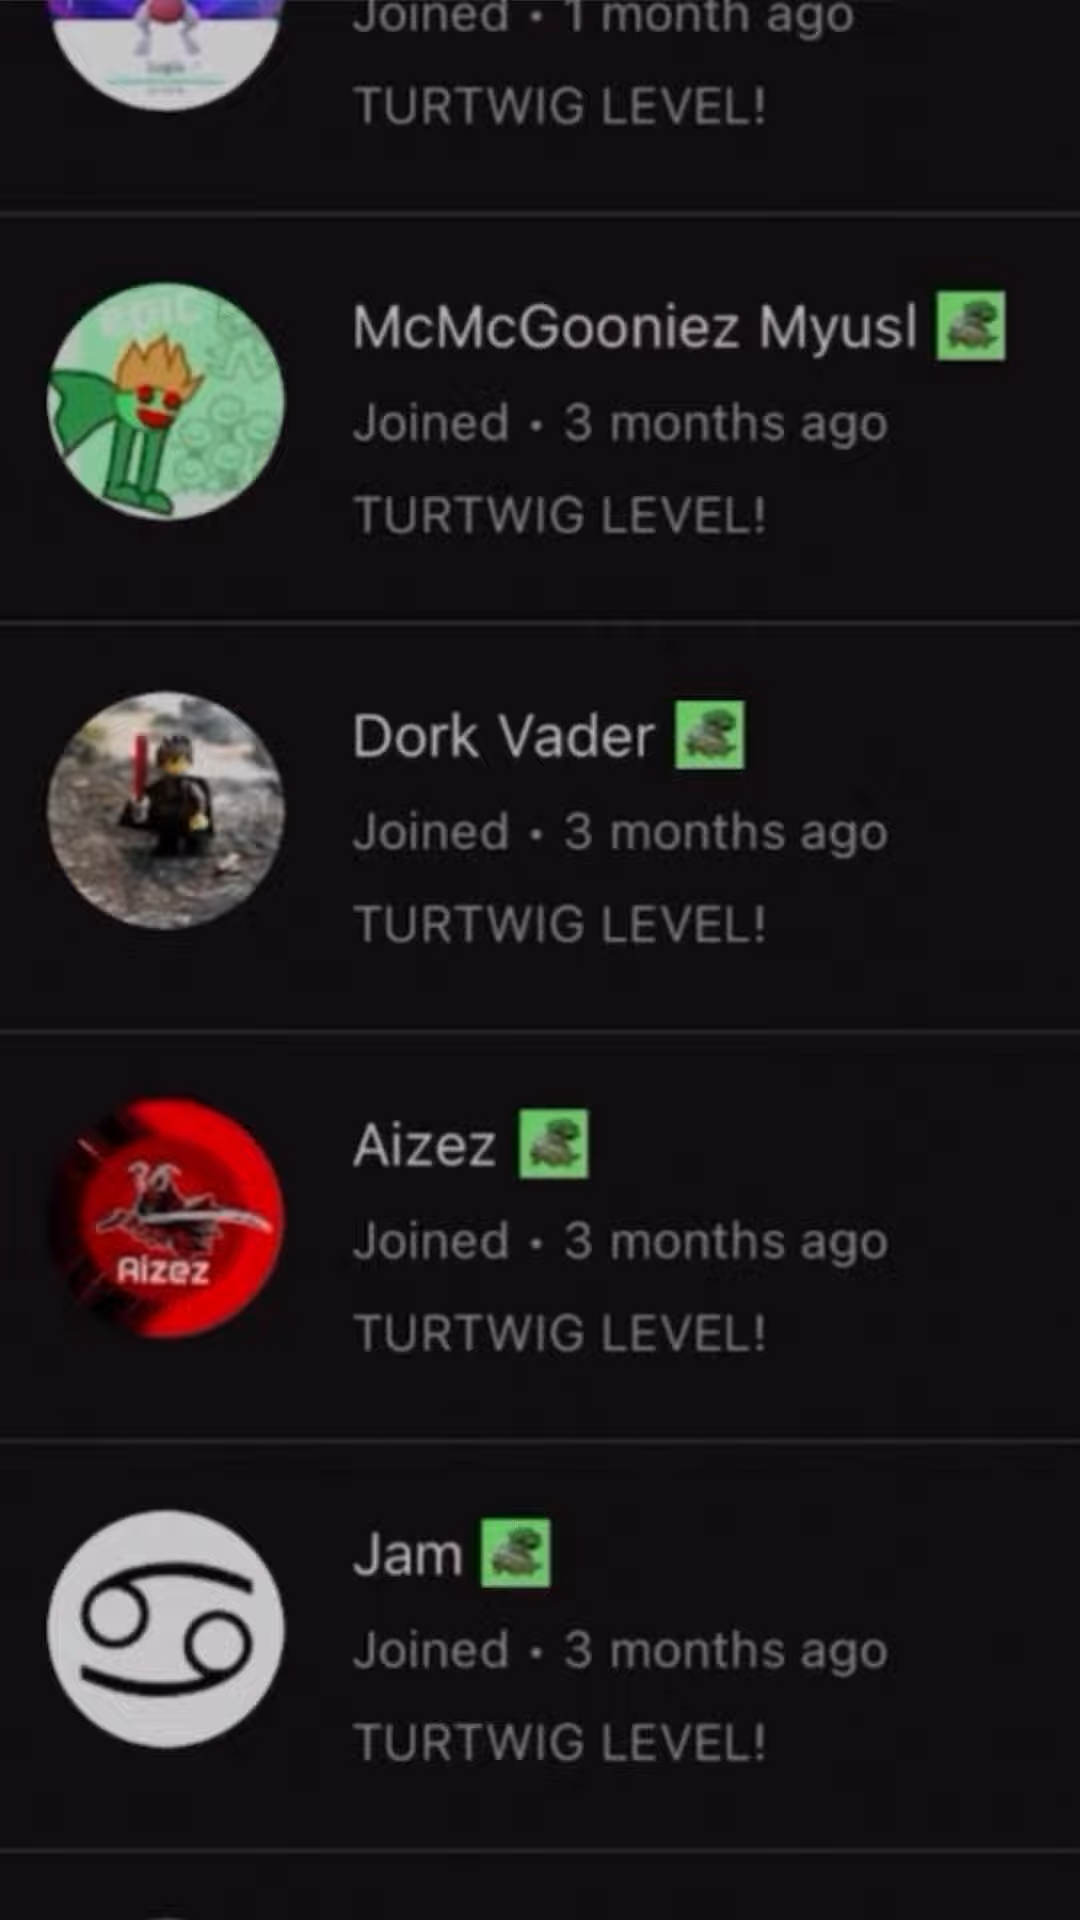 Joined • 1 month ago
TURTWIG LEVEL!
epic
McMcGooniez Myusl
Joined • 3 months ago
TURTWIG LEVEL!
Dork Vader
Joined • 3 months ago
TURTWIG LEVEL!
Aizez
Joined • 3 months ago
Aizez
TURTWIG LEVEL!
Jam
Joined • 3 months ago
TURTWIG LEVEL!